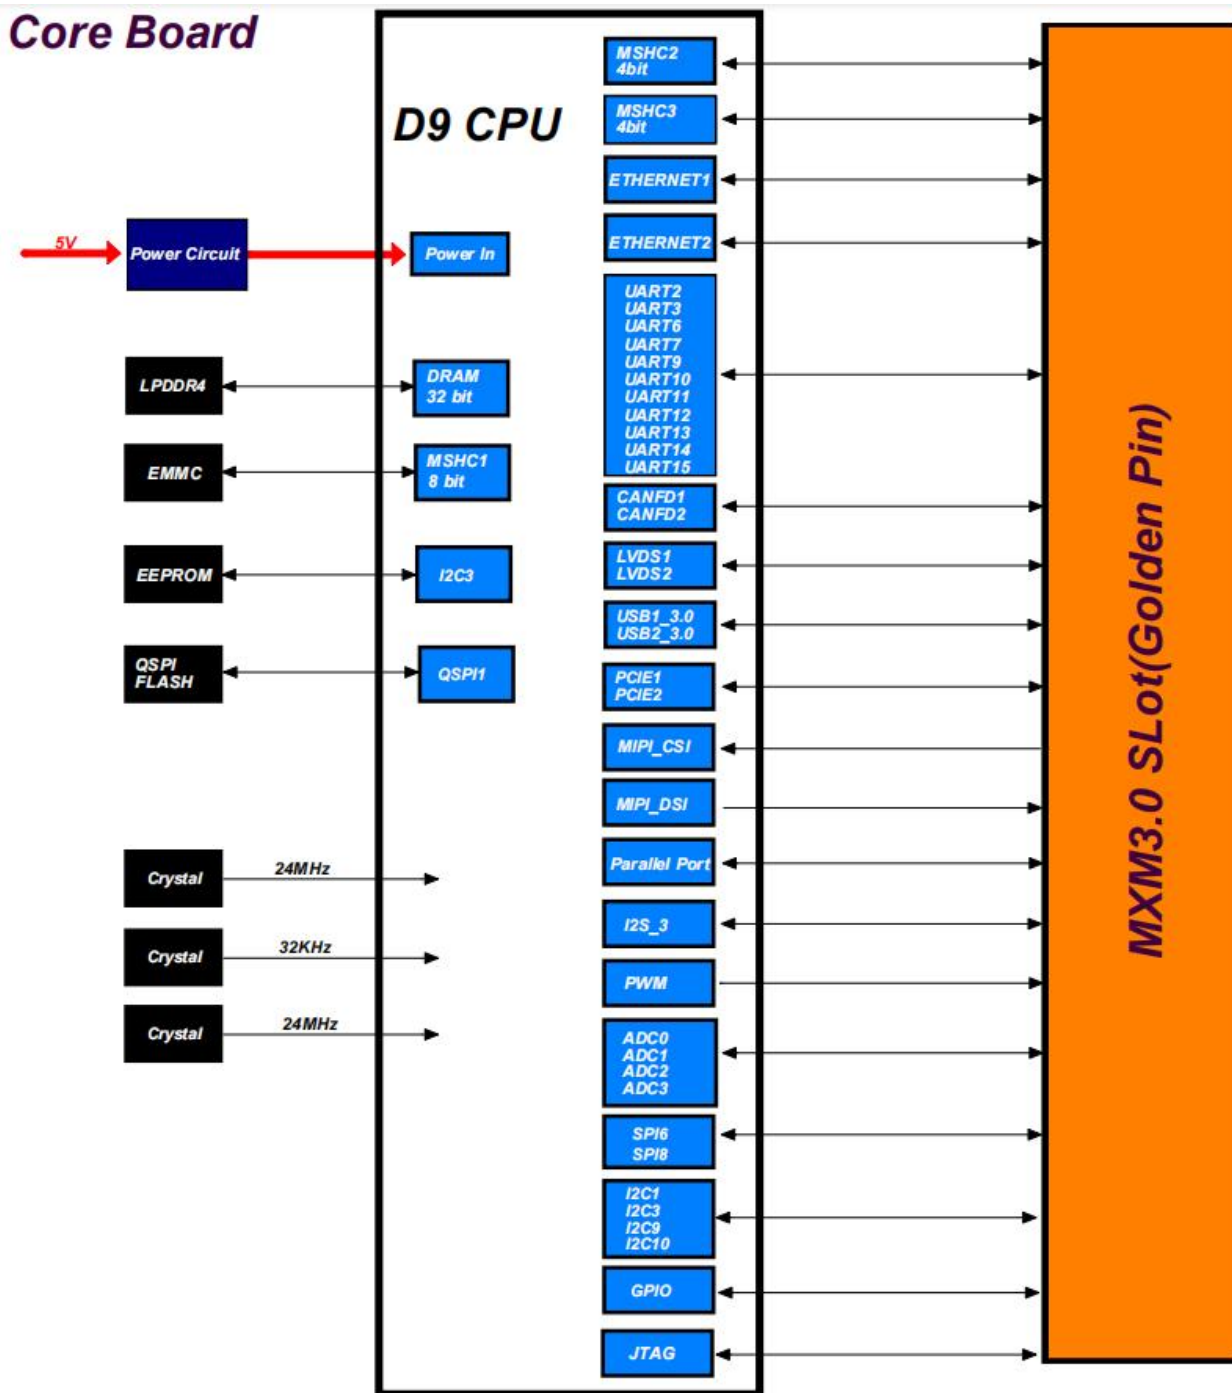 Core Board
D9 CPU
5V
Power Circuit
Power In
LPDDR4
DRAM
32 bit
EMMC
MSHC1
8 bit
EEPROM
I2C3
QSPI
FLASH
QSPI1
Crystal
24MHz
Crystal
32KHz
Crystal
24MHz
MSHC2
4bit
MSHC3
4bit
ETHERNET1
ETHERNET2
UART2
UART3
UART6
UART7
UART9
UART10
UART11
UART12
UART13
UART14
UART15
CANFD1
CANFD2
LVDS1
LVDS2
USB1_3.0
USB2_3.0
PCIE1
PCIE2
MIPI_CSI
MIPI_DSI
Parallel Port
I2S_3
PWM
ADC0
ADC1
ADC2
ADC3
SPI6
SPI8
I2C1
I2C3
I2C9
I2C10
GPIO
JTAG
MXM3.0 SLot(Golden Pin)